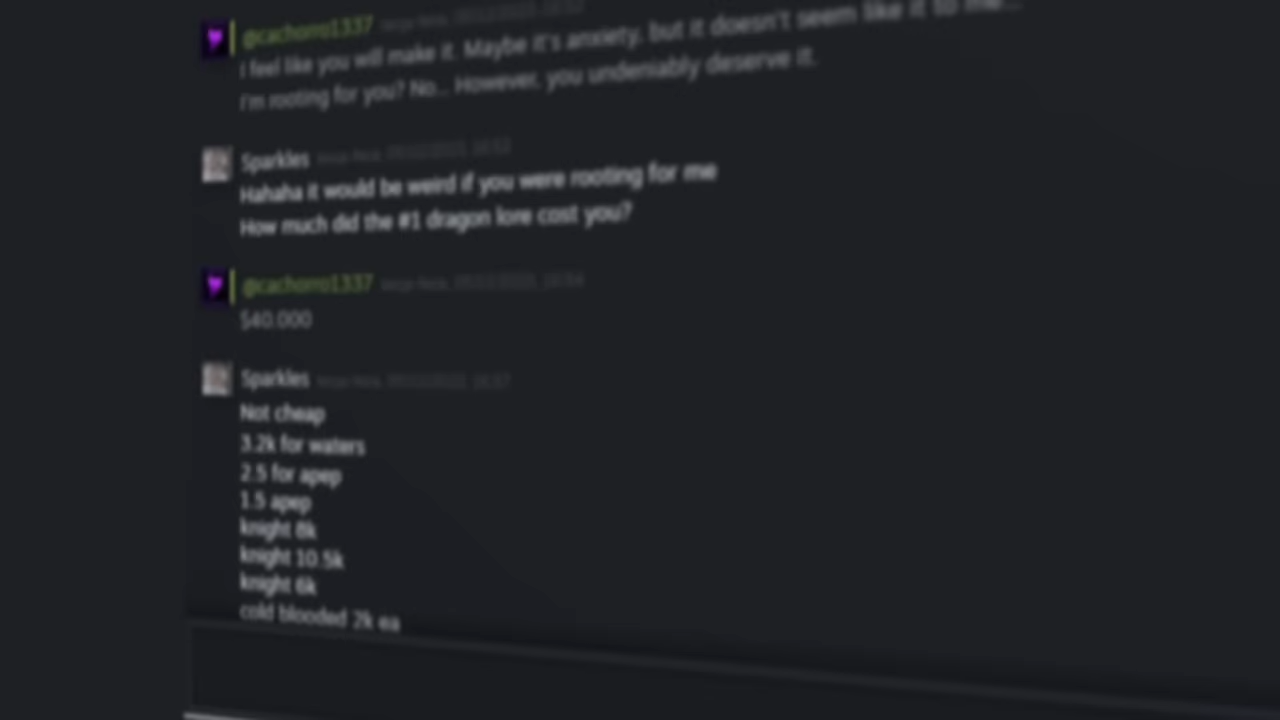 @cachorro1337
I feel like you will make it. Maybe it's anxiety, but it doesn't seem like it to me...
I'm rooting for you? No... However, you undeniably deserve it.
Sparkles
Hahaha it would be weird if you were rooting for me
How much did the #1 dragon lore cost you?
@cachorro1337
$40.000
Sparkles
Not cheap
3.2k for waters
2.5 for apep
1.5 apep
knight 8k
knight 10.5k
knight 6k
cold blooded 2k ea